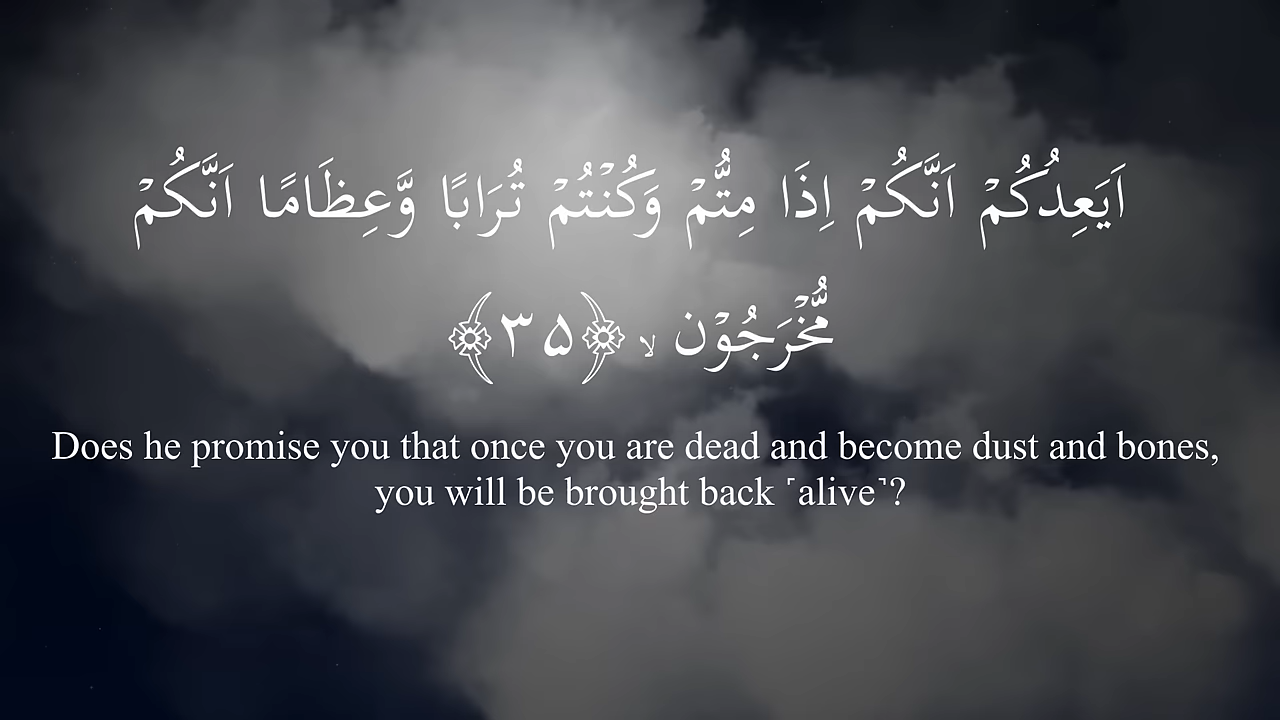 اَيَعِدُكُمْ اَنَّكُمْ اِذَا مِتُّمْ وَكُنْتُمْ تُرَابًا وَّعِظَامًا اَنَّكُمْ
مُّخْرَجُوْن ۙ ﴿۳۵﴾
Does he promise you that once you are dead and become dust and bones,
you will be brought back ˹alive˺?